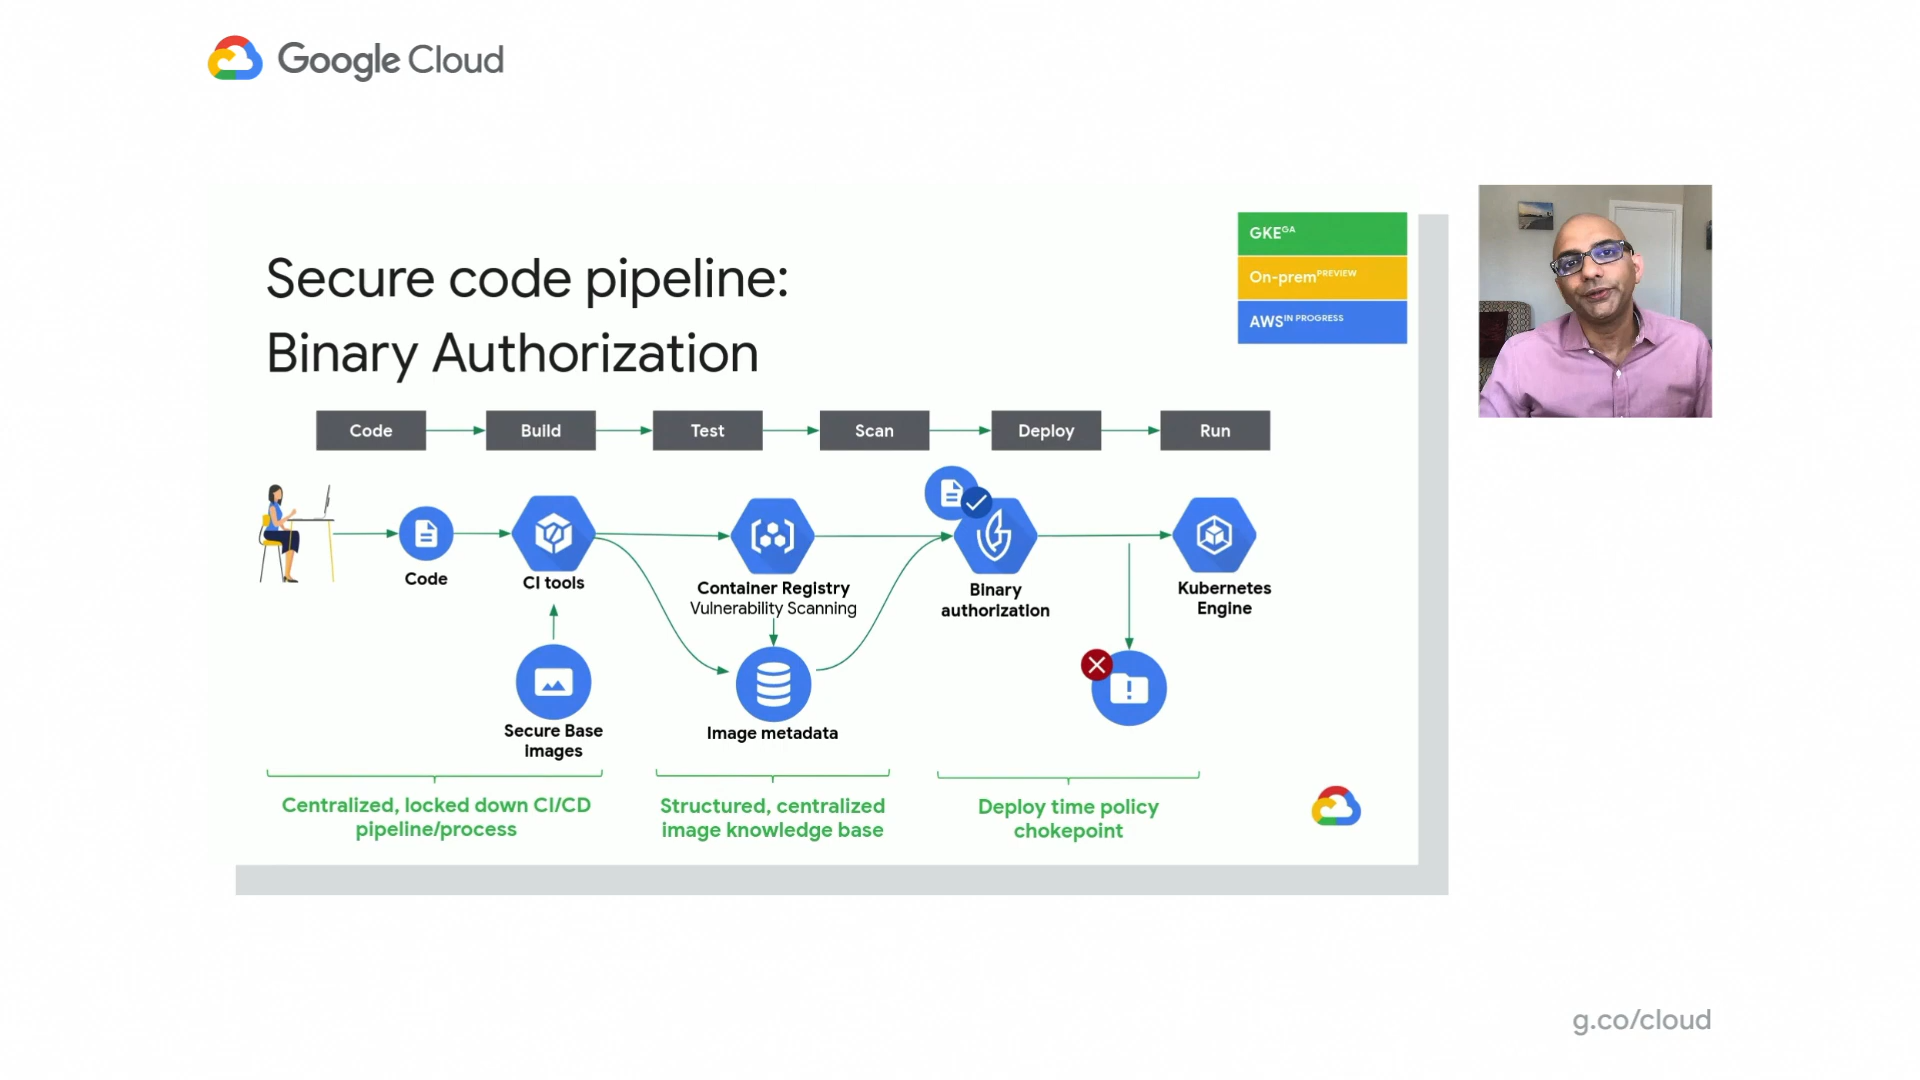 Google Cloud
GKE GA
On-prem PREVIEW
AWS IN PROGRESS
Secure code pipeline:
Binary Authorization
Code
Build
Test
Scan
Deploy
Run
Code
CI tools
Container Registry
Vulnerability Scanning
Binary
authorization
Kubernetes
Engine
Secure Base
images
Image metadata
Centralized, locked down CI/CD
pipeline/process
Structured, centralized
image knowledge base
Deploy time policy
chokepoint
g.co/cloud